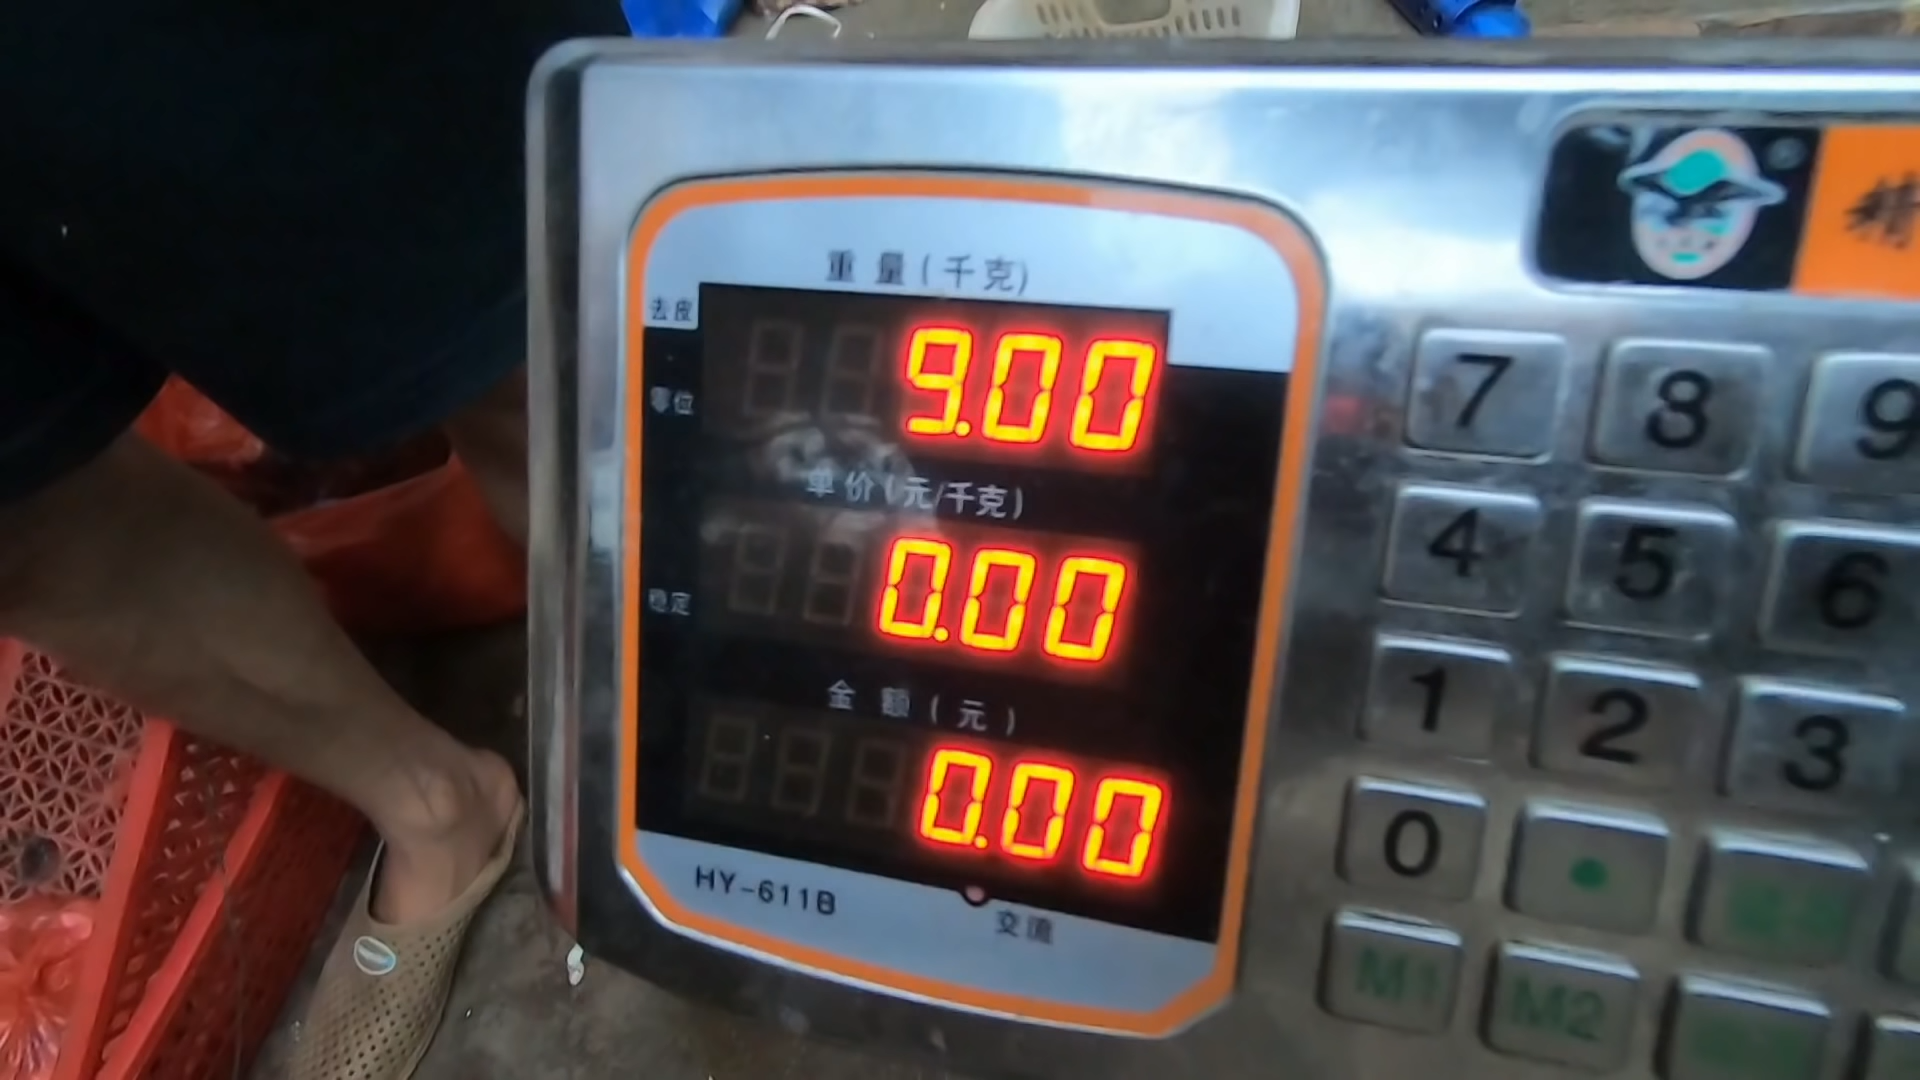 精
重量(千克)
去皮
9.00
零位
单价(元/千克)
0.00
稳定
金额(元)
0.00
HY-611B
交流
7 8 9
4 5 6
1 2 3
0 •
M1 M2